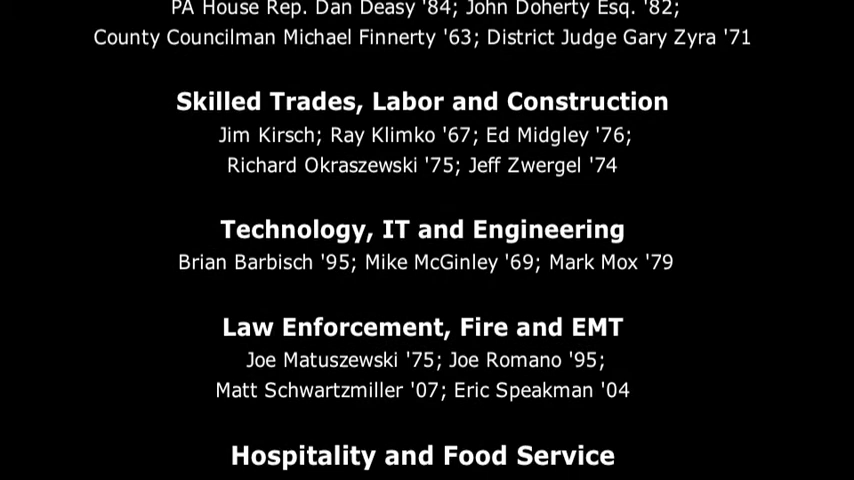 PA House Rep. Dan Deasy '84; John Doherty Esq. '82;
County Councilman Michael Finnerty '63; District Judge Gary Zyra '71
Skilled Trades, Labor and Construction
Jim Kirsch; Ray Klimko '67; Ed Midgley '76;
Richard Okraszewski '75; Jeff Zwergel '74
Technology, IT and Engineering
Brian Barbisch '95; Mike McGinley '69; Mark Mox '79
Law Enforcement, Fire and EMT
Joe Matuszewski '75; Joe Romano '95;
Matt Schwartzmiller '07; Eric Speakman '04
Hospitality and Food Service